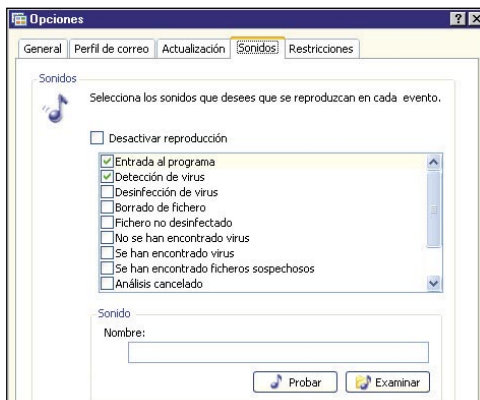 Opciones
General Perfil de correo Actualización Sonidos Restricciones
Sonidos
Selecciona los sonidos que desees que se reproduzcan en cada evento.
Desactivar reproducción
Entrada al programa
Detección de virus
Desinfección de virus
Borrado de fichero
Fichero no desinfectado
No se han encontrado virus
Se han encontrado virus
Se han encontrado ficheros sospechosos
Análisis cancelado
Sonido
Nombre:
Probar Examinar